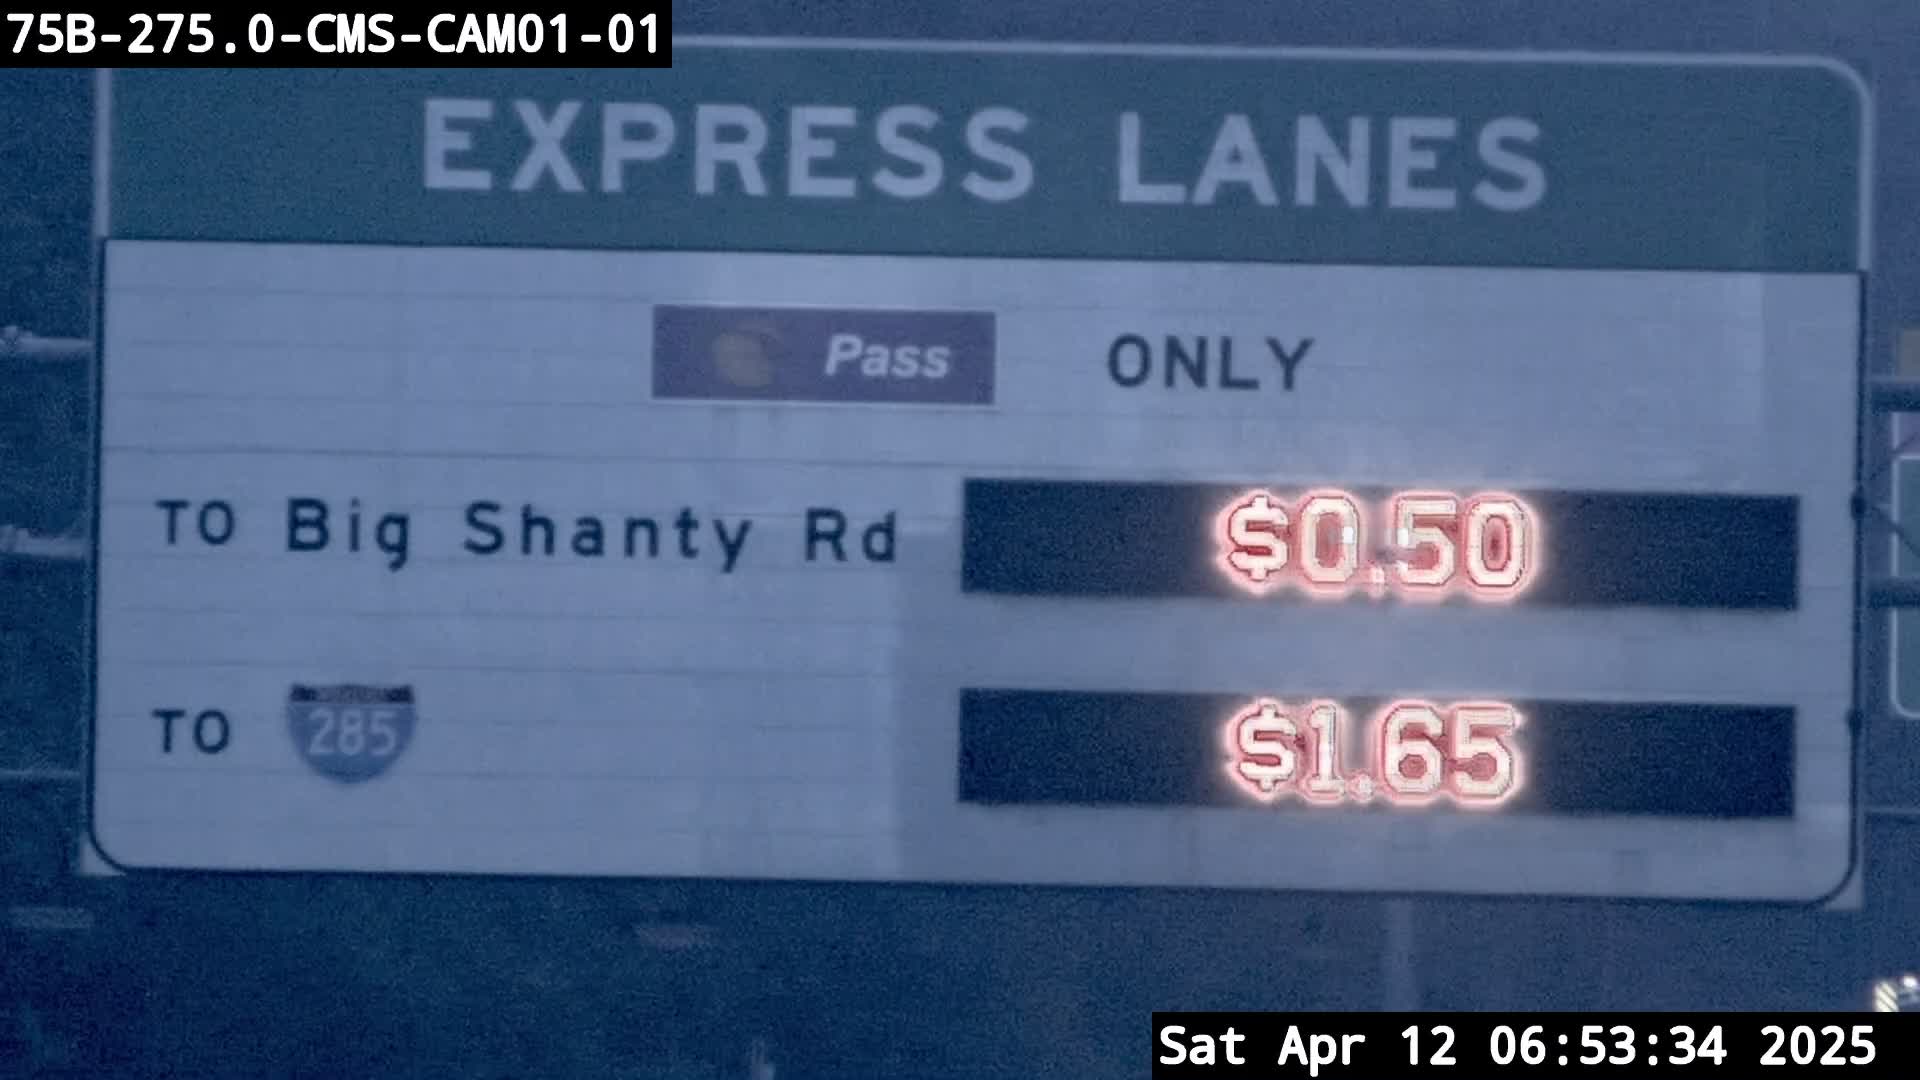 75B-275.0-CMS-CAM01-01
EXPRESS LANES
Pass ONLY
TO Big Shanty Rd $0.50
TO 285 $1.65
Sat Apr 12 06:53:34 2025